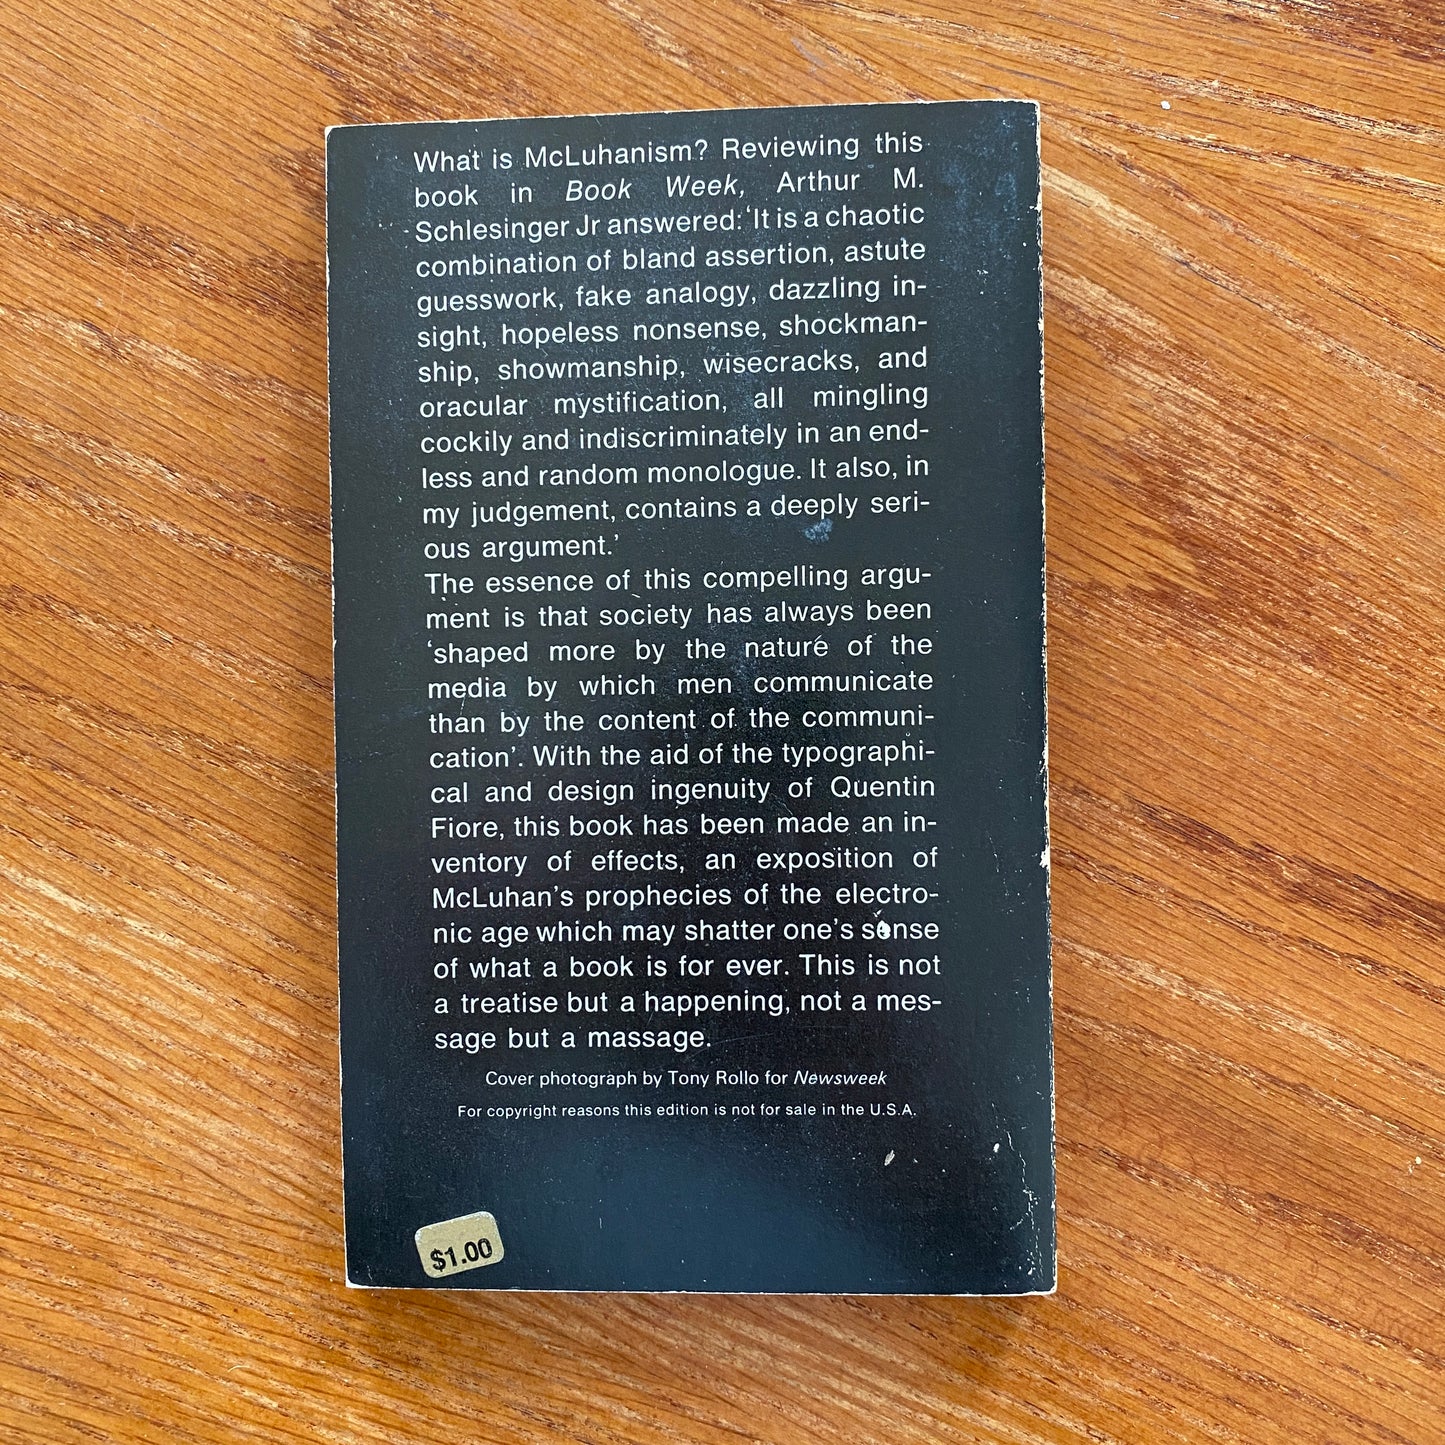 What is McLuhanism? Reviewing this
book in Book Week, Arthur M.
Schlesinger Jr answered: ‘It is a chaotic
combination of bland assertion, astute
guesswork, fake analogy, dazzling in-
sight, hopeless nonsense, shockman-
ship, showmanship, wisecracks, and
oracular mystification, all mingling
cockily and indiscriminately in an end-
less and random monologue. It also, in
my judgement, contains a deeply seri-
ous argument.’
The essence of this compelling argu-
ment is that society has always been
‘shaped more by the nature of the
media by which men communicate
than by the content of the communi-
cation’. With the aid of the typographi-
cal and design ingenuity of Quentin
Fiore, this book has been made an in-
ventory of effects, an exposition of
McLuhan’s prophecies of the electro-
nic age which may shatter one’s sense
of what a book is for ever. This is not
a treatise but a happening, not a mes-
sage but a massage.
Cover photograph by Tony Rollo for Newsweek
For copyright reasons this edition is not for sale in the U.S.A.
$1.00